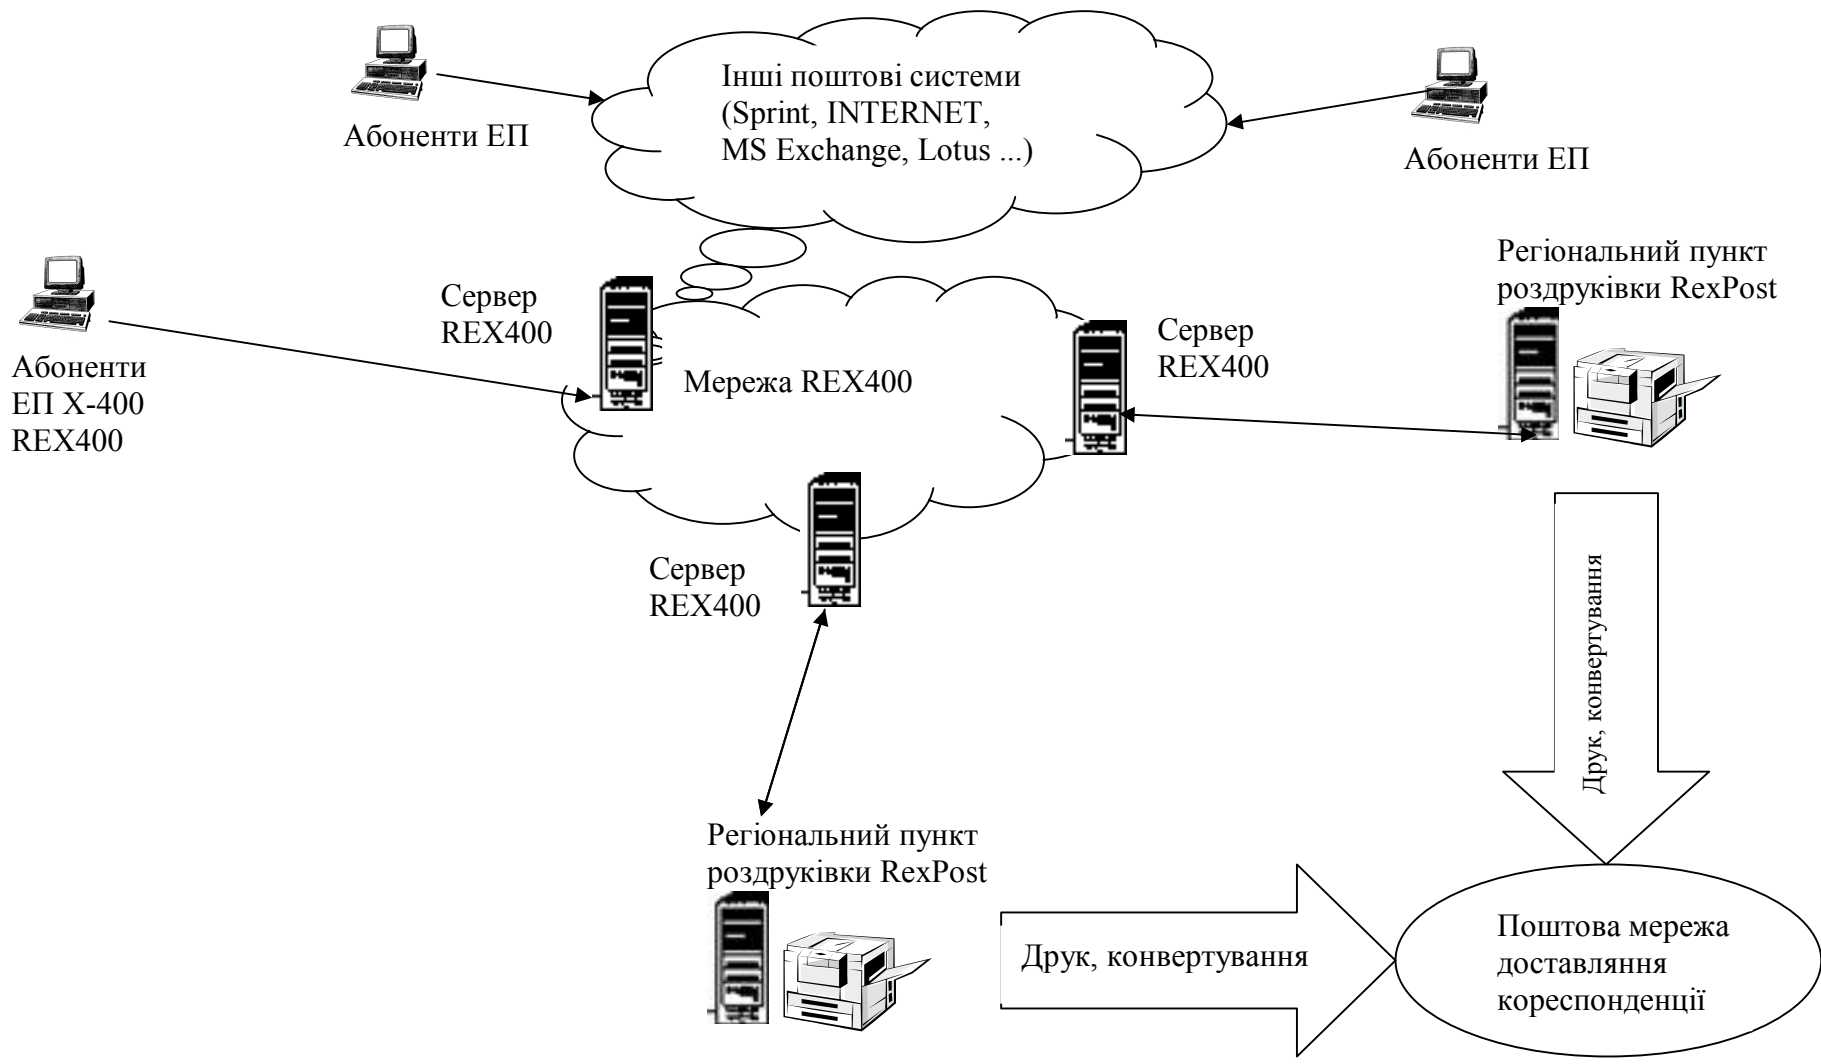 Інші поштові системи
(Sprint, INTERNET,
MS Exchange, Lotus ...)
Абоненти ЕП
Абоненти ЕП
Регіональний пункт
роздруківки RexPost
Сервер
REX400
Сервер
REX400
Абоненти
ЕП X-400
REX400
Мережа REX400
Сервер
REX400
Друк, конвертування
Регіональний пункт
роздруківки RexPost
Друк, конвертування
Поштова мережа
доставляння
кореспонденції